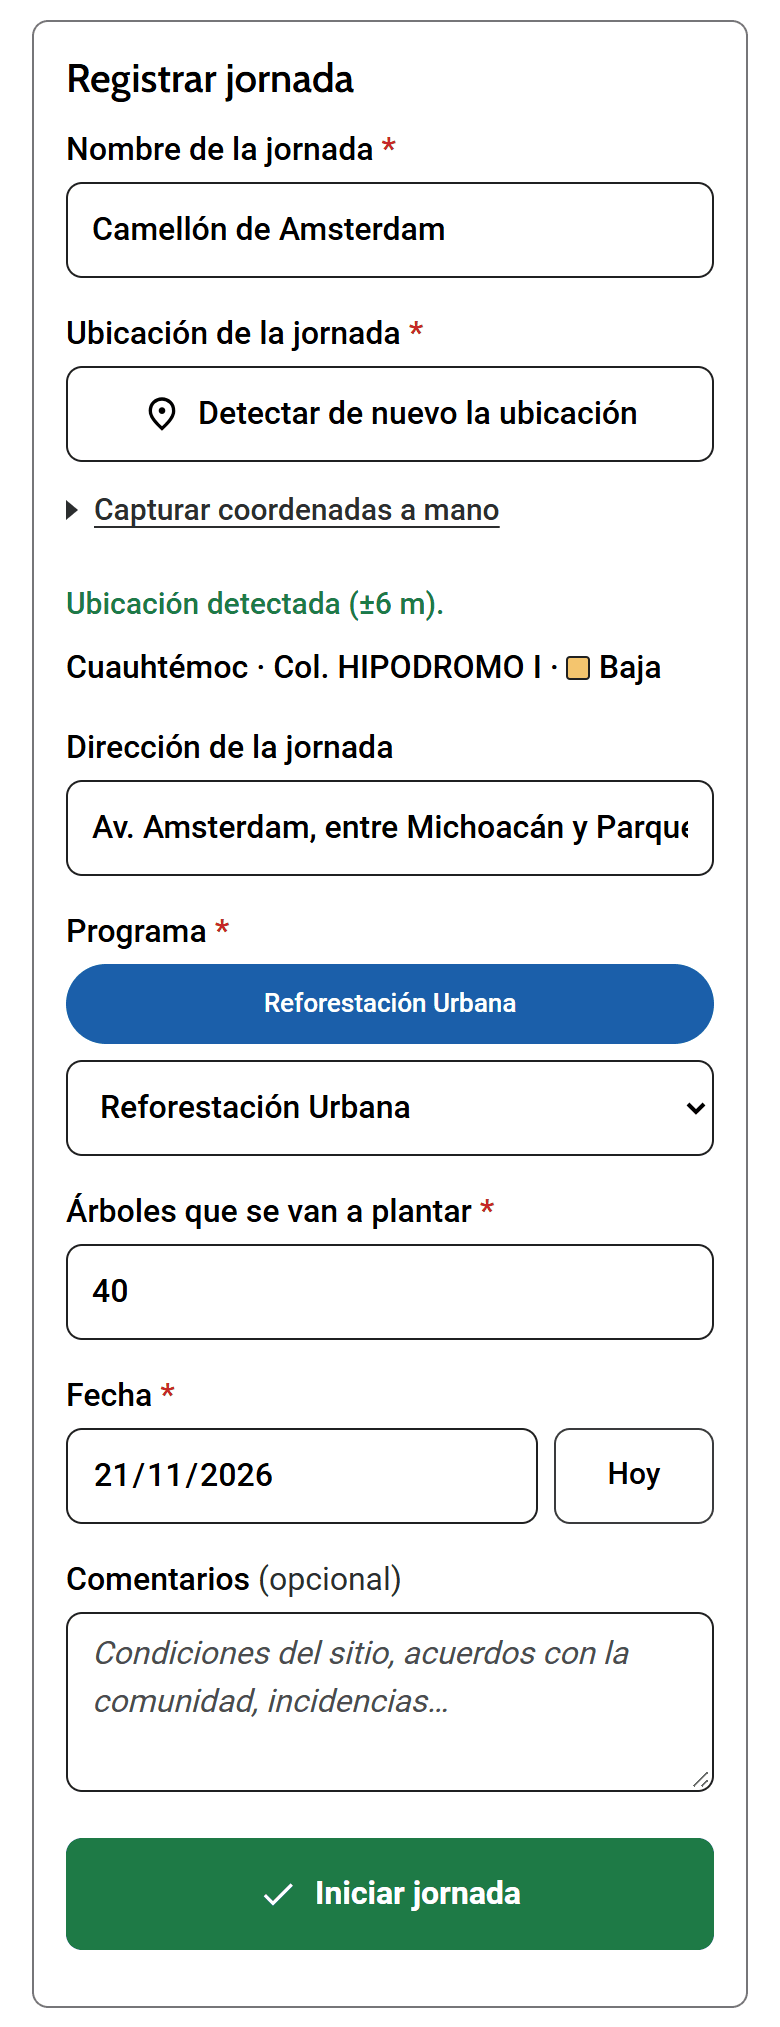 Registrar jornada
Nombre de la jornada *
Camellón de Amsterdam
Ubicación de la jornada *
Detectar de nuevo la ubicación
Capturar coordenadas a mano
Ubicación detectada (±6 m).
Cuauhtémoc · Col. HIPODROMO I · Baja
Dirección de la jornada
Av. Amsterdam, entre Michoacán y Parque
Programa *
Reforestación Urbana
Reforestación Urbana
Árboles que se van a plantar *
40
Fecha *
21/11/2026
Hoy
Comentarios (opcional)
Condiciones del sitio, acuerdos con la
comunidad, incidencias…
Iniciar jornada